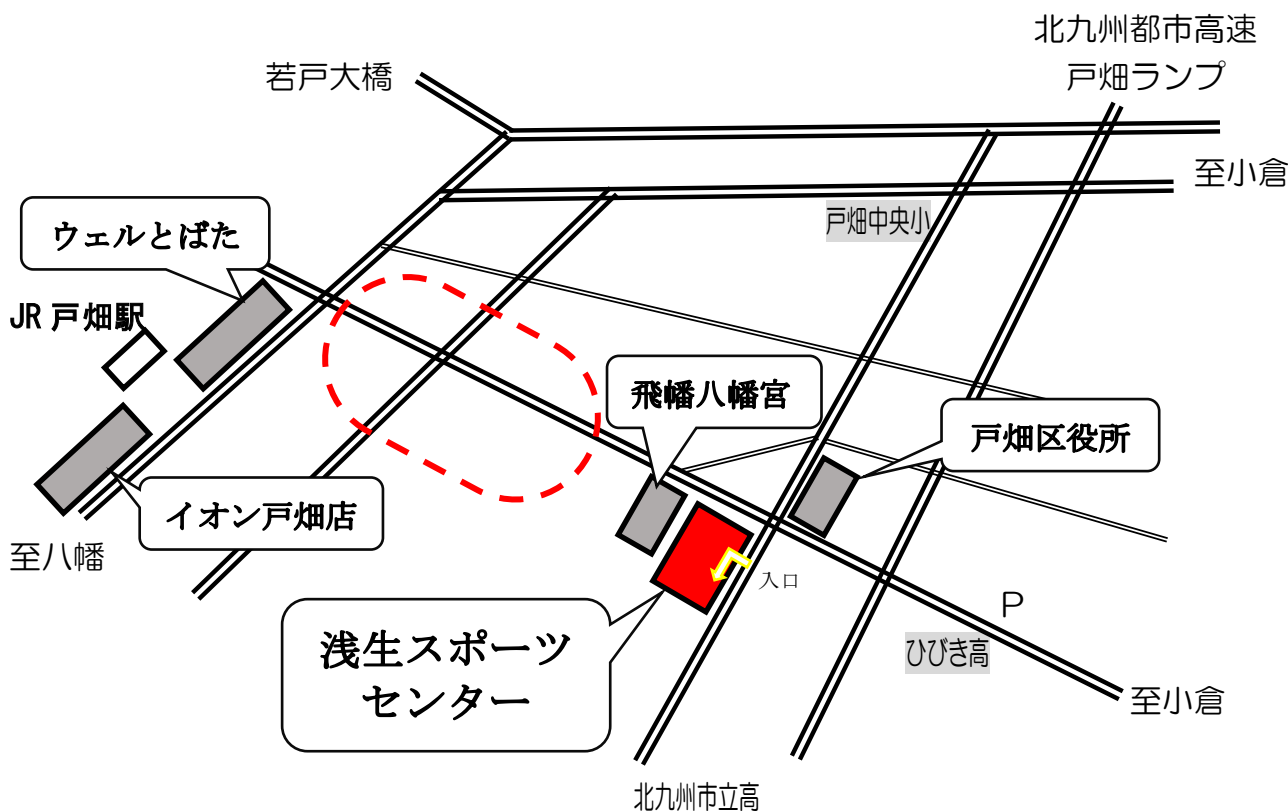 北九州都市高速
戸畑ランプ
若戸大橋
至小倉
戸畑中央小
ウェルとばた
JR 戸畑駅
飛幡八幡宮
戸畑区役所
イオン戸畑店
至八幡
入口
P
浅生スポーツ
センター
ひびき高
至小倉
北九州市立高